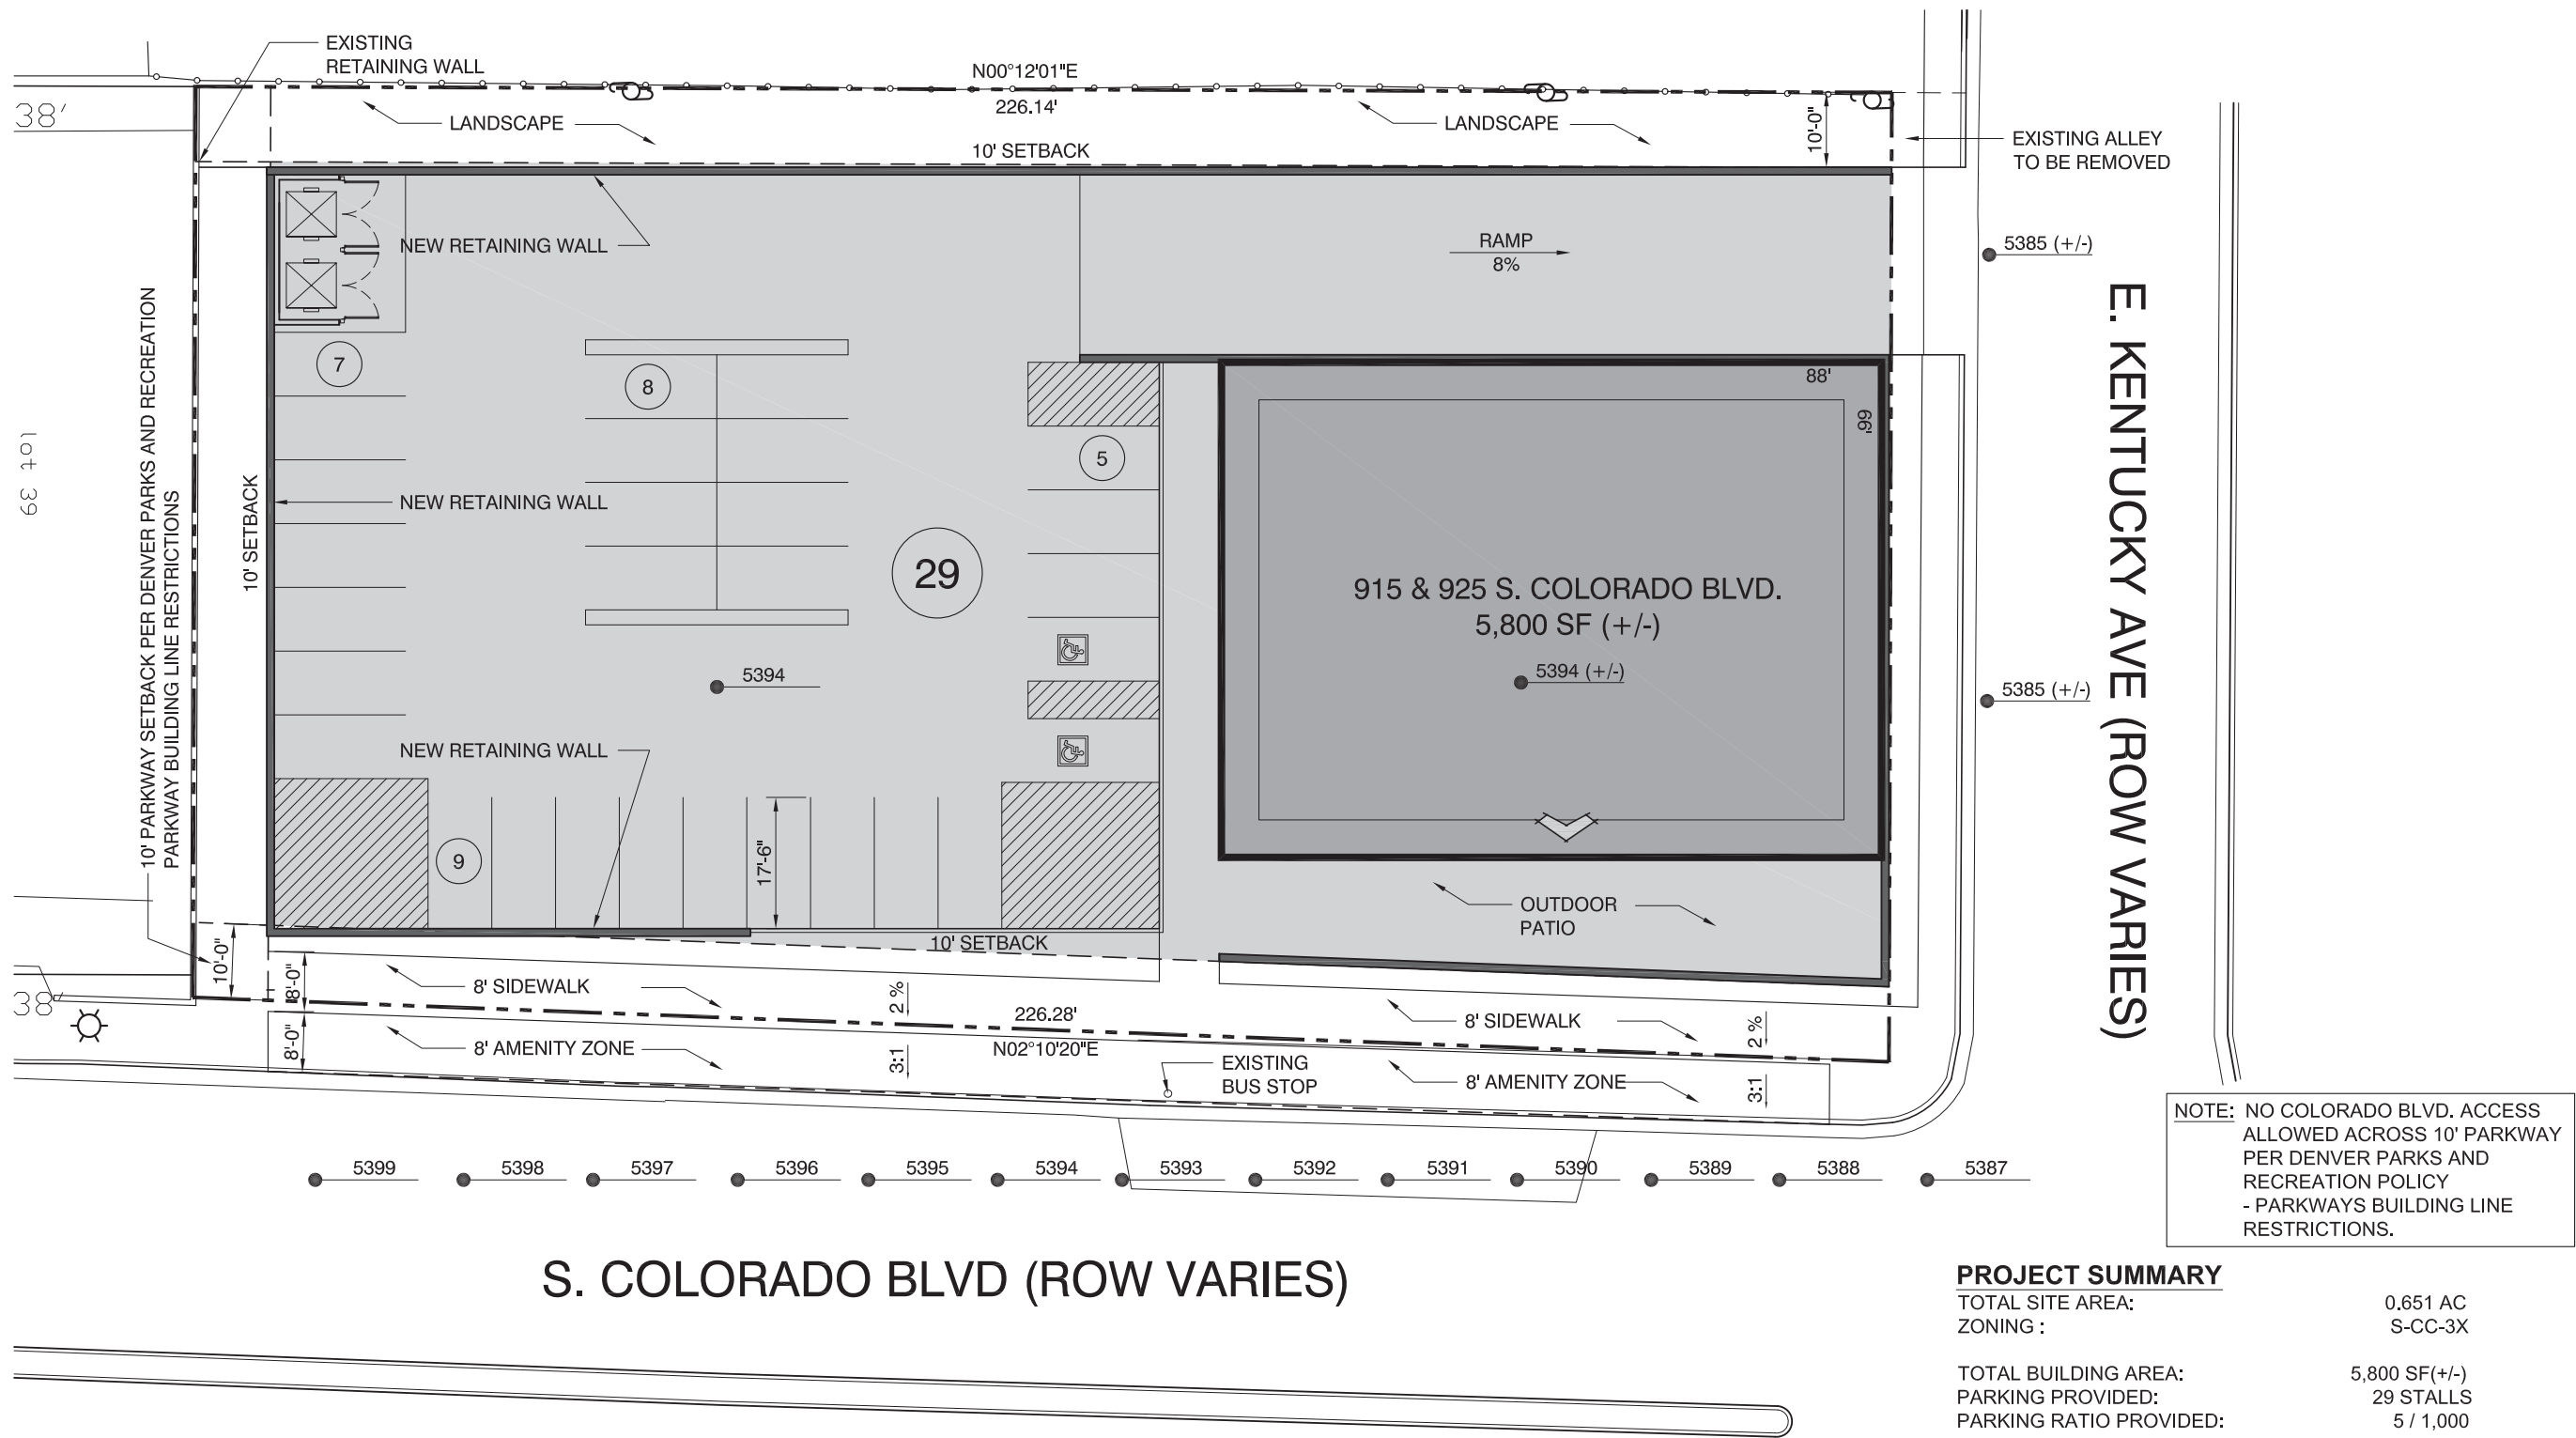 EXISTING
RETAINING WALL
N00°12'01"E
226.14'
38'
LANDSCAPE
LANDSCAPE
10'-0"
EXISTING ALLEY
TO BE REMOVED
10' SETBACK
NEW RETAINING WALL
RAMP
8%
5385 (+/-)
7
8
88'
66'
5
lot 39
10' PARKWAY SETBACK PER DENVER PARKS AND RECREATION
PARKWAY BUILDING LINE RESTRICTIONS
10' SETBACK
NEW RETAINING WALL
29
915 & 925 S. COLORADO BLVD.
5,800 SF (+/-)
5394
5394 (+/-)
5385 (+/-)
E. KENTUCKY AVE (ROW VARIES)
NEW RETAINING WALL
9
17'-6"
OUTDOOR
PATIO
10' SETBACK
10'-0"
8'-0"
8' SIDEWALK
2 %
38'
226.28'
8' SIDEWALK
2 %
8'-0"
8' AMENITY ZONE
3:1
N02°10'20"E
EXISTING
BUS STOP
8' AMENITY ZONE
3:1
5399
5398
5397
5396
5395
5394
5393
5392
5391
5390
5389
5388
5387
NOTE: NO COLORADO BLVD. ACCESS
ALLOWED ACROSS 10' PARKWAY
PER DENVER PARKS AND
RECREATION POLICY
- PARKWAYS BUILDING LINE
RESTRICTIONS.
S. COLORADO BLVD (ROW VARIES)
PROJECT SUMMARY
TOTAL SITE AREA: 0.651 AC
ZONING : S-CC-3X
TOTAL BUILDING AREA: 5,800 SF(+/-)
PARKING PROVIDED: 29 STALLS
PARKING RATIO PROVIDED: 5 / 1,000